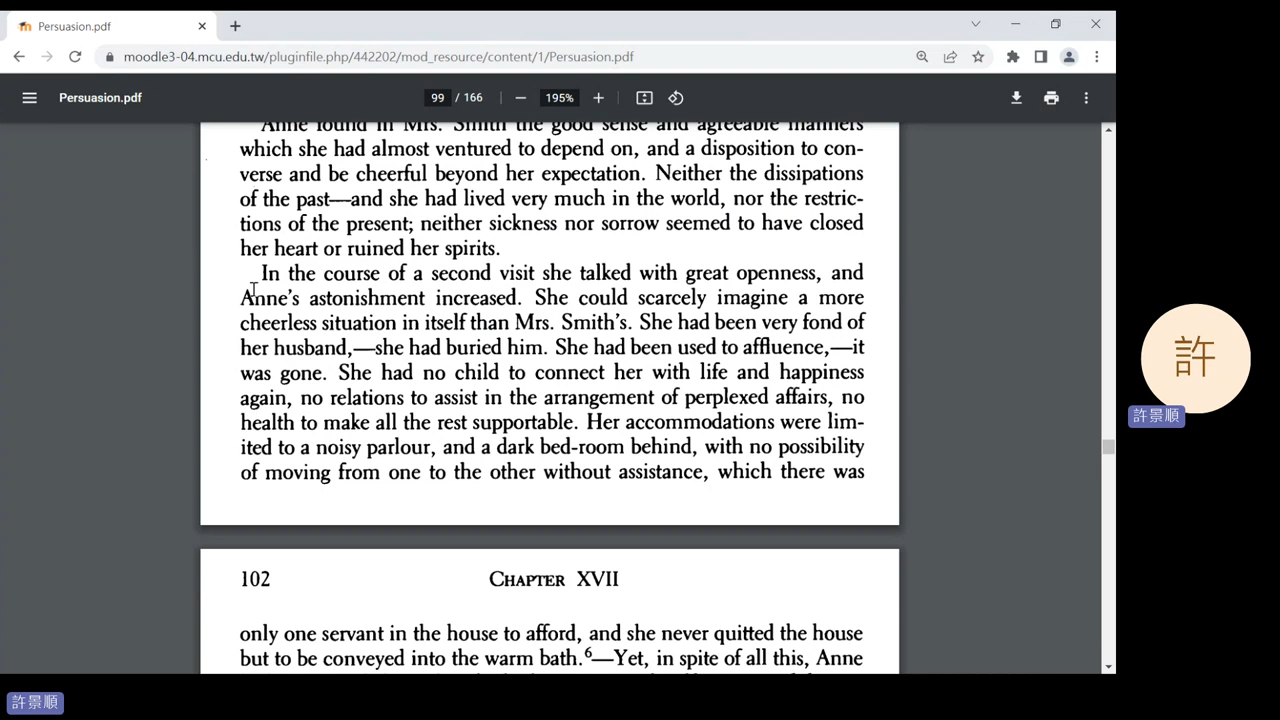 Persuasion.pdf
moodle3-04.mcu.edu.tw/pluginfile.php/442202/mod_resource/content/1/Persuasion.pdf
Persuasion.pdf
99 / 166
195%
Anne found in Mrs. Smith the good sense and agreeable manners
which she had almost ventured to depend on, and a disposition to con-
verse and be cheerful beyond her expectation. Neither the dissipations
of the past—and she had lived very much in the world, nor the restric-
tions of the present; neither sickness nor sorrow seemed to have closed
her heart or ruined her spirits.
In the course of a second visit she talked with great openness, and
Anne's astonishment increased. She could scarcely imagine a more
cheerless situation in itself than Mrs. Smith's. She had been very fond of
her husband,—she had buried him. She had been used to affluence,—it
was gone. She had no child to connect her with life and happiness
again, no relations to assist in the arrangement of perplexed affairs, no
health to make all the rest supportable. Her accommodations were lim-
ited to a noisy parlour, and a dark bed-room behind, with no possibility
of moving from one to the other without assistance, which there was
102 CHAPTER XVII
only one servant in the house to afford, and she never quitted the house
but to be conveyed into the warm bath.6—Yet, in spite of all this, Anne
許
許景順
許景順